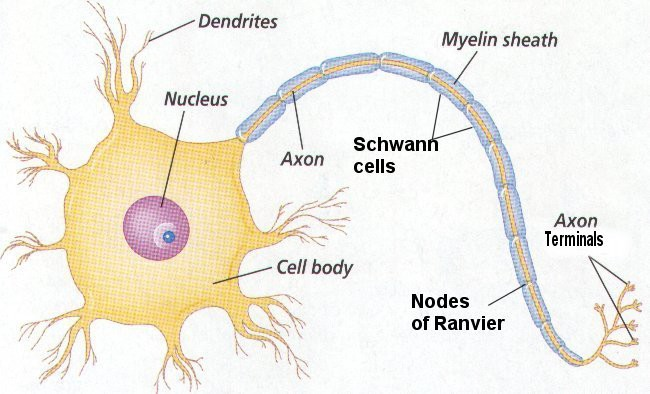 Dendrites
Myelin sheath
Nucleus
Axon
Schwann
cells
Axon
Terminals
Cell body
Nodes
of Ranvier